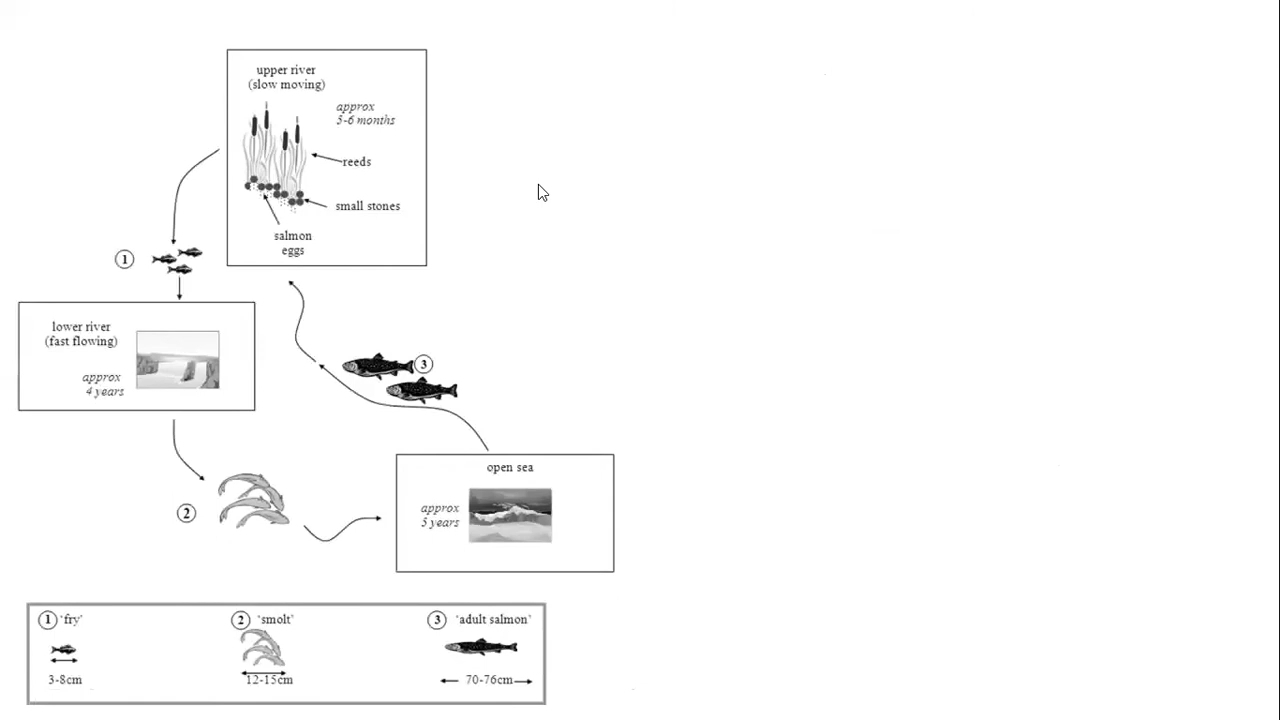 upper river
(slow moving)
approx
5-6 months
reeds
small stones
salmon
eggs
1
lower river
(fast flowing)
approx
4 years
3
2
open sea
approx
5 years
1 'fry'
3-8cm
2 'smolt'
12-15cm
3 'adult salmon'
70-76cm